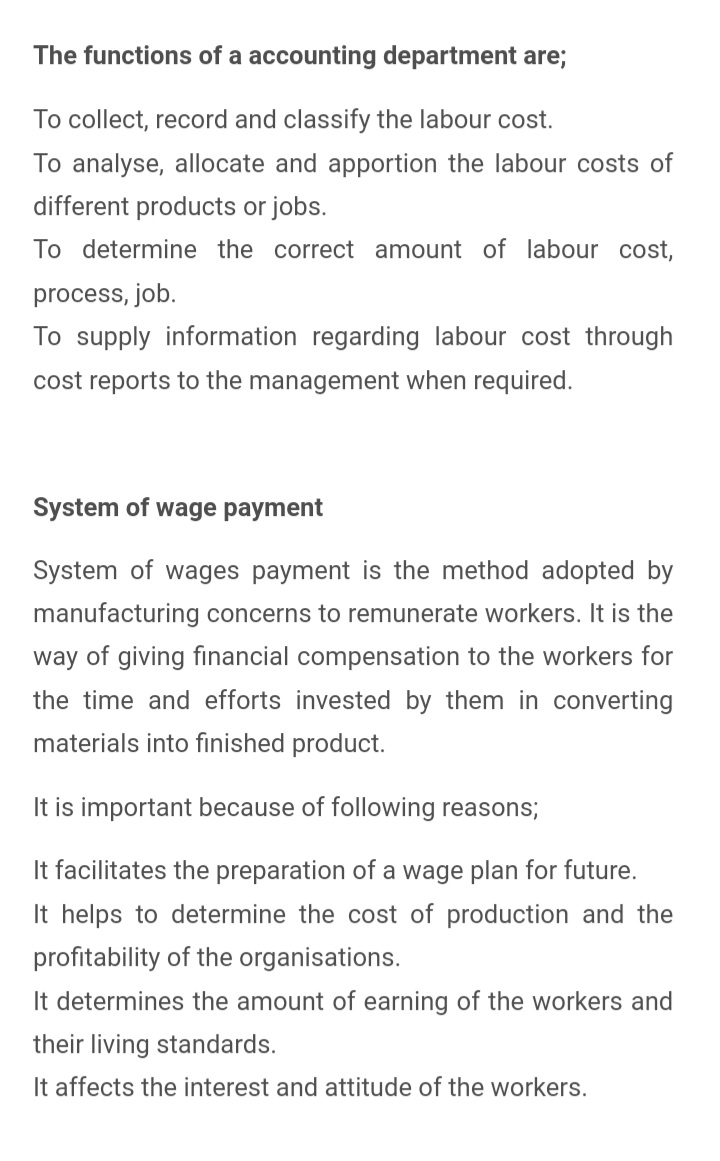 The functions of a accounting department are;
To collect, record and classify the labour cost.
To analyse, allocate and apportion the labour costs of
different products or jobs.
To determine the correct amount of labour cost,
process, job.
To supply information regarding labour cost through
cost reports to the management when required.
System of wage payment
System of wages payment is the method adopted by
manufacturing concerns to remunerate workers. It is the
way of giving financial compensation to the workers for
the time and efforts invested by them in converting
materials into finished product.
It is important because of following reasons;
It facilitates the preparation of a wage plan for future.
It helps to determine the cost of production and the
profitability of the organisations.
It determines the amount of earning of the workers and
their living standards.
It affects the interest and attitude of the workers.